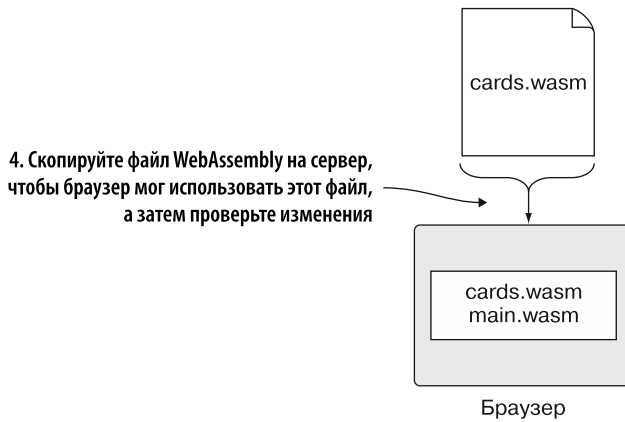 cards.wasm
4. Скопируйте файл WebAssembly на сервер,
чтобы браузер мог использовать этот файл,
а затем проверьте изменения
cards.wasm
main.wasm
Браузер